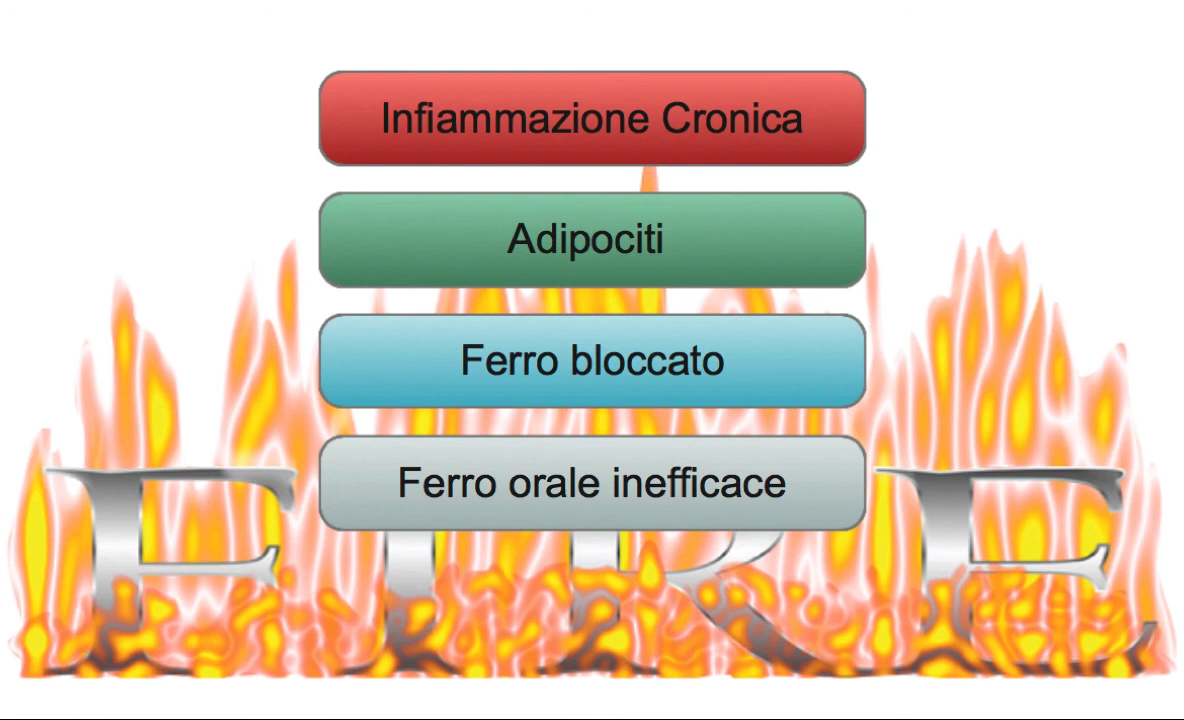 Infiammazione Cronica
Adipociti
Ferro bloccato
Ferro orale inefficace
FIRE